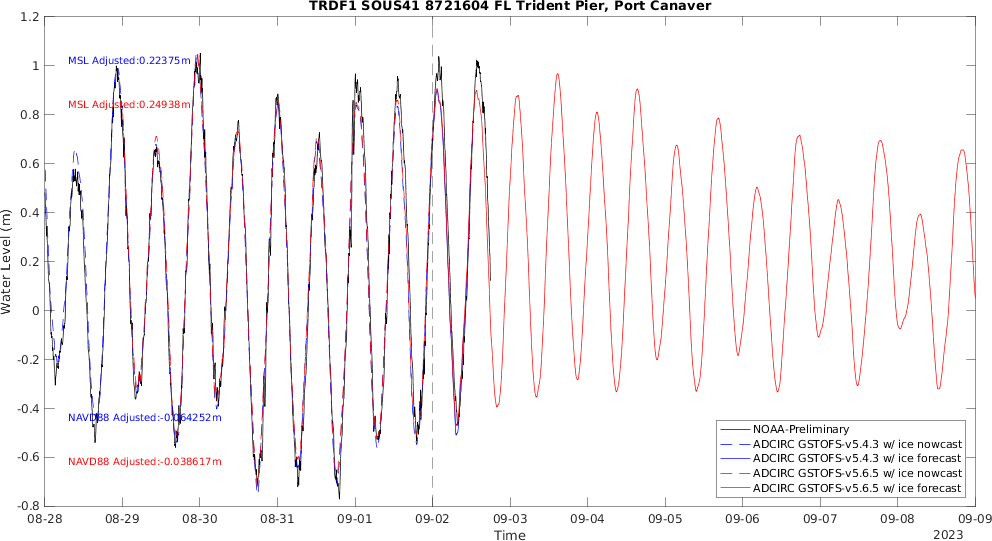 TRDF1 SOUS41 8721604 FL Trident Pier, Port Canaver
1.2
1
0.8
0.6
0.4
0.2
0
-0.2
-0.4
-0.6
-0.8
Water Level (m)
MSL Adjusted:0.22375m
MSL Adjusted:0.24938m
NAVD88 Adjusted:-0.064252m
NAVD88 Adjusted:-0.038617m
NOAA-Preliminary
ADCIRC GSTOFS-v5.4.3 w/ ice nowcast
ADCIRC GSTOFS-v5.4.3 w/ ice forecast
ADCIRC GSTOFS-v5.6.5 w/ ice nowcast
ADCIRC GSTOFS-v5.6.5 w/ ice forecast
08-28 08-29 08-30 08-31 09-01 09-02 09-03 09-04 09-05 09-06 09-07 09-08 09-09
Time
2023